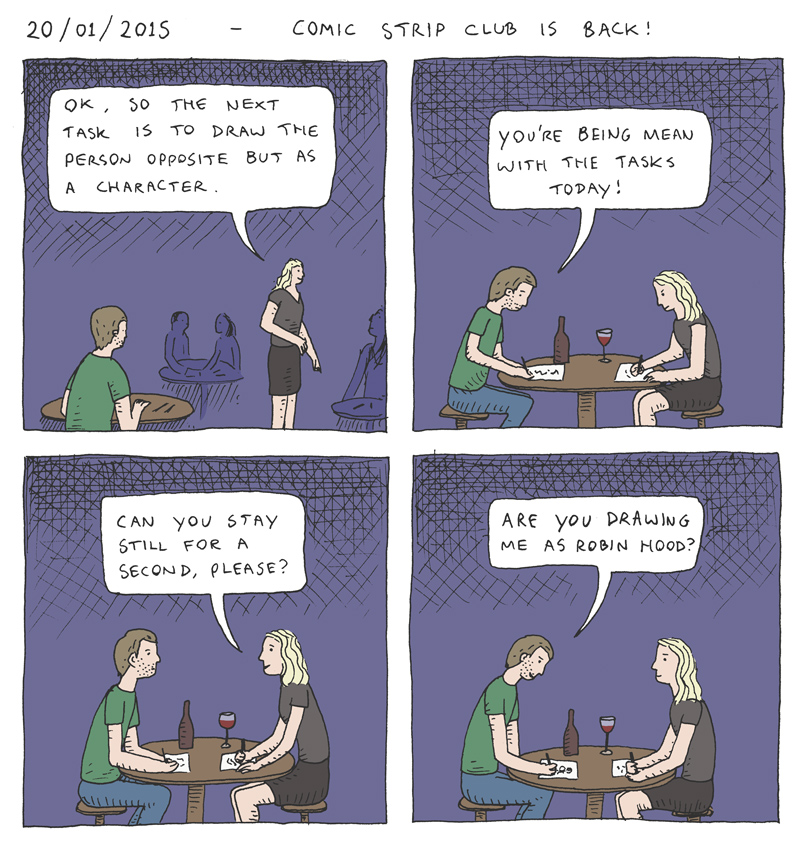 20/01/2015 - COMIC STRIP CLUB IS BACK!
OK, SO THE NEXT
TASK IS TO DRAW THE
PERSON OPPOSITE BUT AS
A CHARACTER.
YOU'RE BEING MEAN
WITH THE TASKS
TODAY!
CAN YOU STAY
STILL FOR A
SECOND, PLEASE?
ARE YOU DRAWING
ME AS ROBIN HOOD?